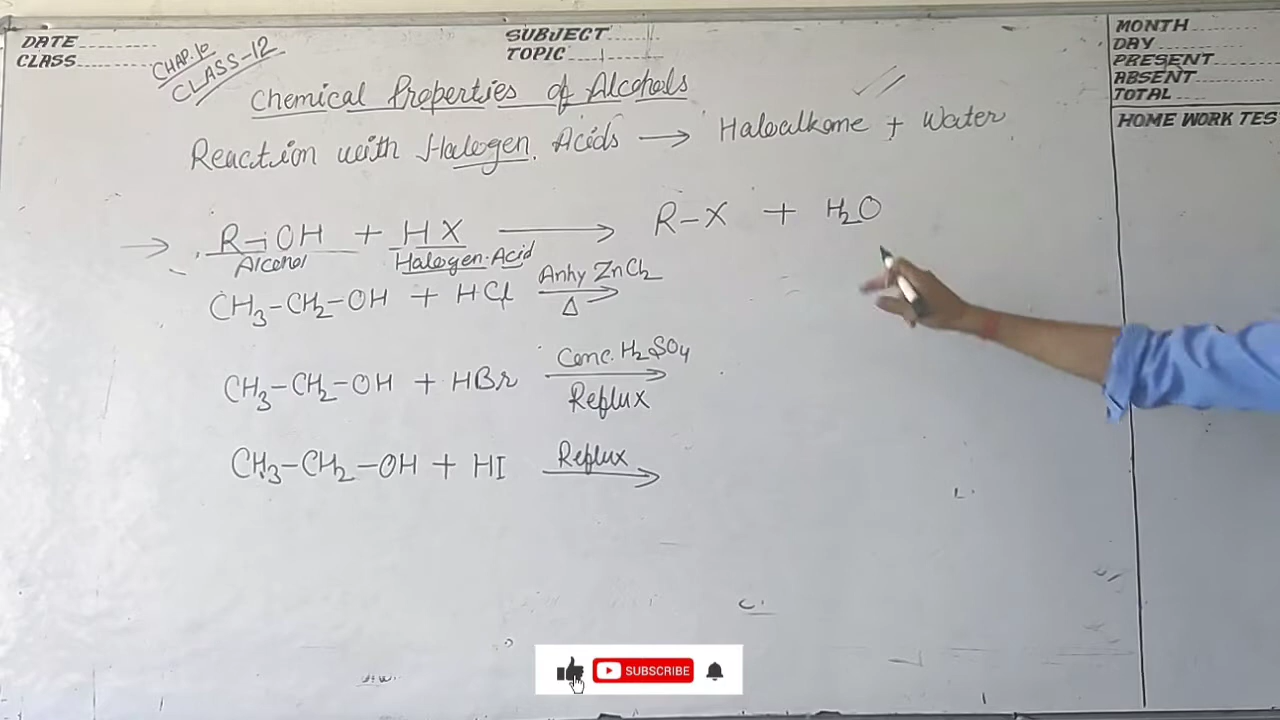 DATE
CLASS
CHAP.10
CLASS-12
SUBJECT
TOPIC
MONTH
DAY
PRESENT
ABSENT
TOTAL
HOME WORK TES
Chemical Properties of Alcohols
Reaction with Halogen Acids → Haloalkane + Water
→ R-OH + HX → R-X + H₂O
Alcohol Halogen Acid
CH₃-CH₂-OH + HCl Anhy ZnCl₂ → Δ
CH₃-CH₂-OH + HBr Conc. H₂SO₄ → Reflux
CH₃-CH₂-OH + HI Reflux →
SUBSCRIBE